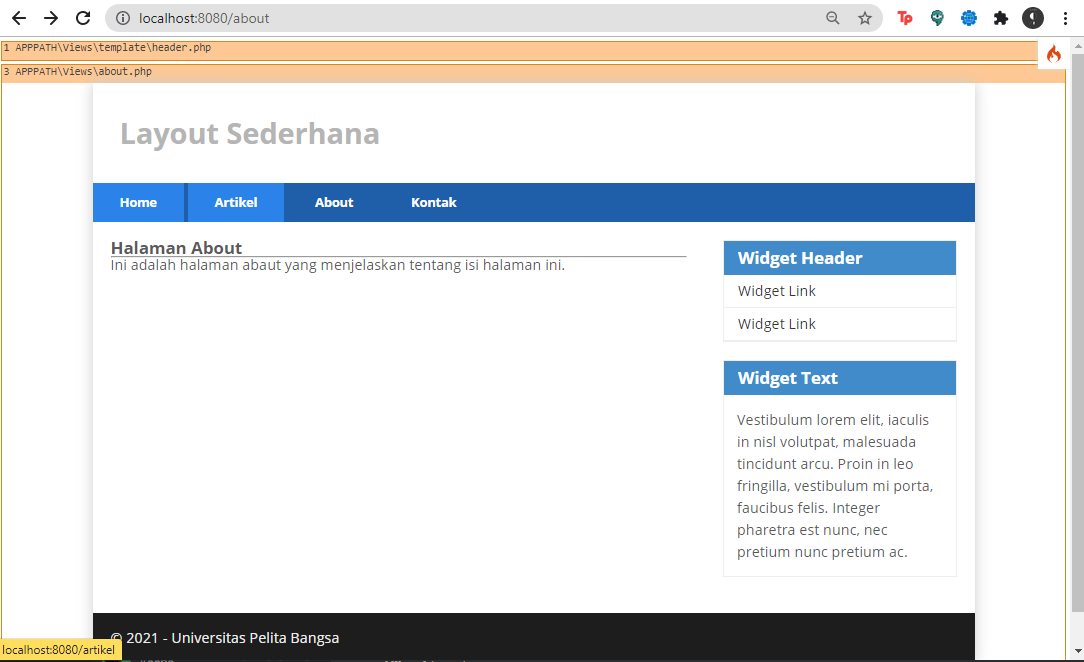 localhost:8080/about
Tp
1 APPPATH\Views\template\header.php
3 APPPATH\Views\about.php
Layout Sederhana
Home Artikel About Kontak
Halaman About
Ini adalah halaman abaut yang menjelaskan tentang isi halaman ini.
Widget Header
Widget Link
Widget Link
Widget Text
Vestibulum lorem elit, iaculis
in nisl volutpat, malesuada
tincidunt arcu. Proin in leo
fringilla, vestibulum mi porta,
faucibus felis. Integer
pharetra est nunc, nec
pretium nunc pretium ac.
© 2021 - Universitas Pelita Bangsa
localhost:8080/artikel